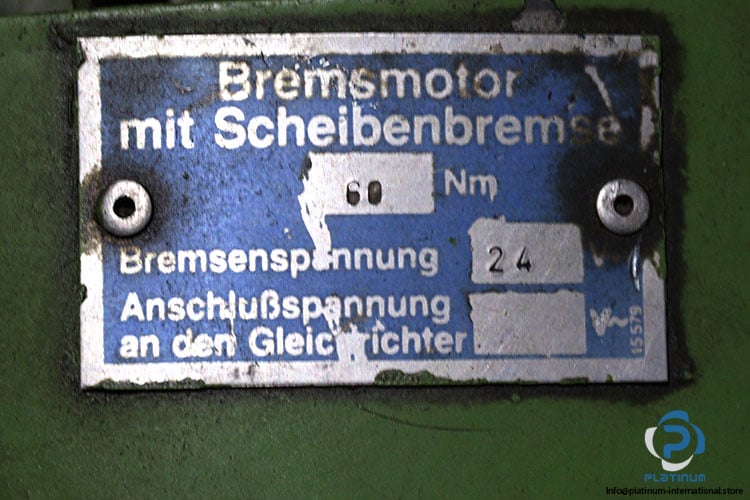 Bremsmotor
mit Scheibenbremse
60 Nm
Bremsenspannung 24
Anschlußspannung
an den Gleichrichter
15579
PLATINUM
Info@platinum-international.store